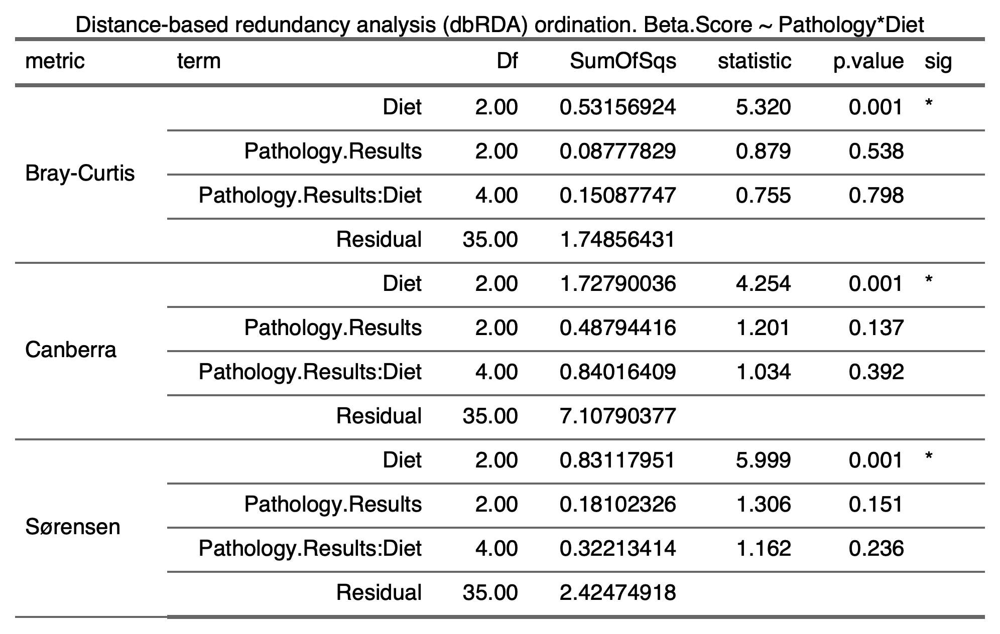 Distance-based redundancy analysis (dbRDA) ordination. Beta.Score ~ Pathology*Diet
metric term Df SumOfSqs statistic p.value sig
Diet 2.00 0.53156924 5.320 0.001 *
Pathology.Results 2.00 0.08777829 0.879 0.538
Bray-Curtis
Pathology.Results:Diet 4.00 0.15087747 0.755 0.798
Residual 35.00 1.74856431
Diet 2.00 1.72790036 4.254 0.001 *
Pathology.Results 2.00 0.48794416 1.201 0.137
Canberra
Pathology.Results:Diet 4.00 0.84016409 1.034 0.392
Residual 35.00 7.10790377
Diet 2.00 0.83117951 5.999 0.001 *
Pathology.Results 2.00 0.18102326 1.306 0.151
Sørensen
Pathology.Results:Diet 4.00 0.32213414 1.162 0.236
Residual 35.00 2.42474918